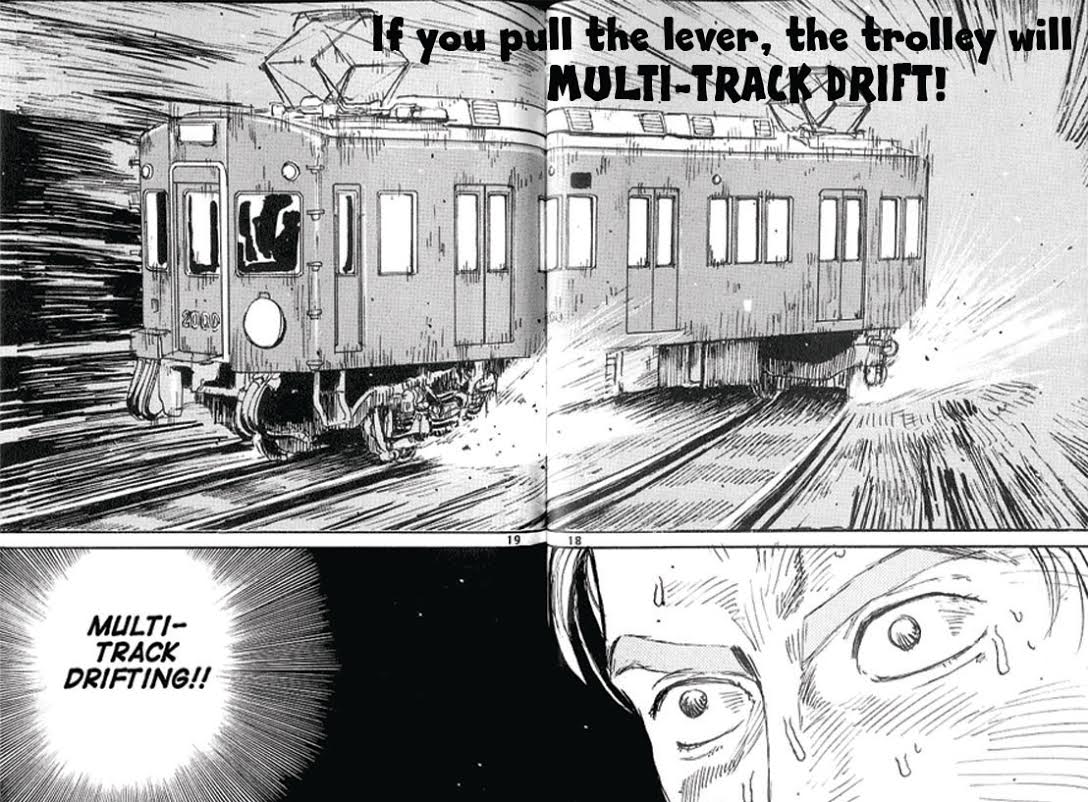 If you pull the lever, the trolley will
MULTI-TRACK DRIFT!
2000
19
18
MULTI-
TRACK
DRIFTING!!